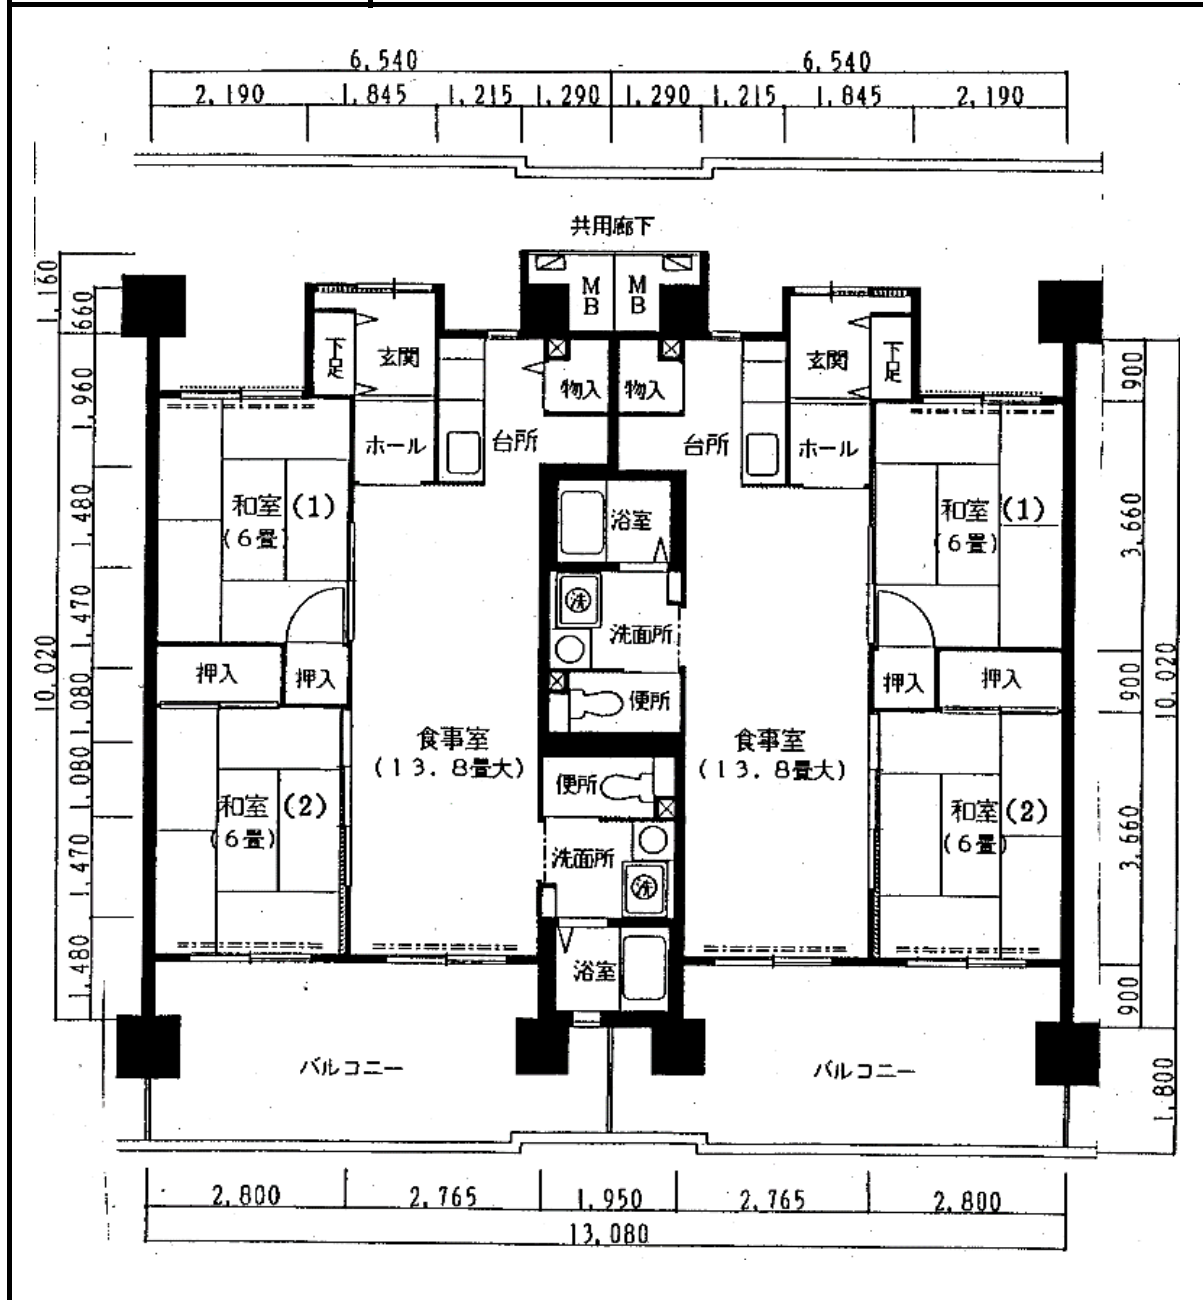 6,540 6,540
2,190 1,845 1,215 1,290 1,290 1,215 1,845 2,190
共用廊下
MB MB
1,160
660
1,960
1,480
1,470
1,080
1,080
1,470
1,480
10,020
下足 玄関 物入 物入 玄関 下足
ホール 台所 台所 ホール
和室(1)
(6畳)
浴室
和室(1)
(6畳)
洗
洗面所
押入 押入
便所
押入 押入
食事室
(13.8畳大)
食事室
(13.8畳大)
和室(2)
(6畳)
便所
洗面所
洗
和室(2)
(6畳)
浴室
バルコニー バルコニー
900
3,660
900
3,660
900
10,020
1,800
2,800 2,765 1,950 2,765 2,800
13,080